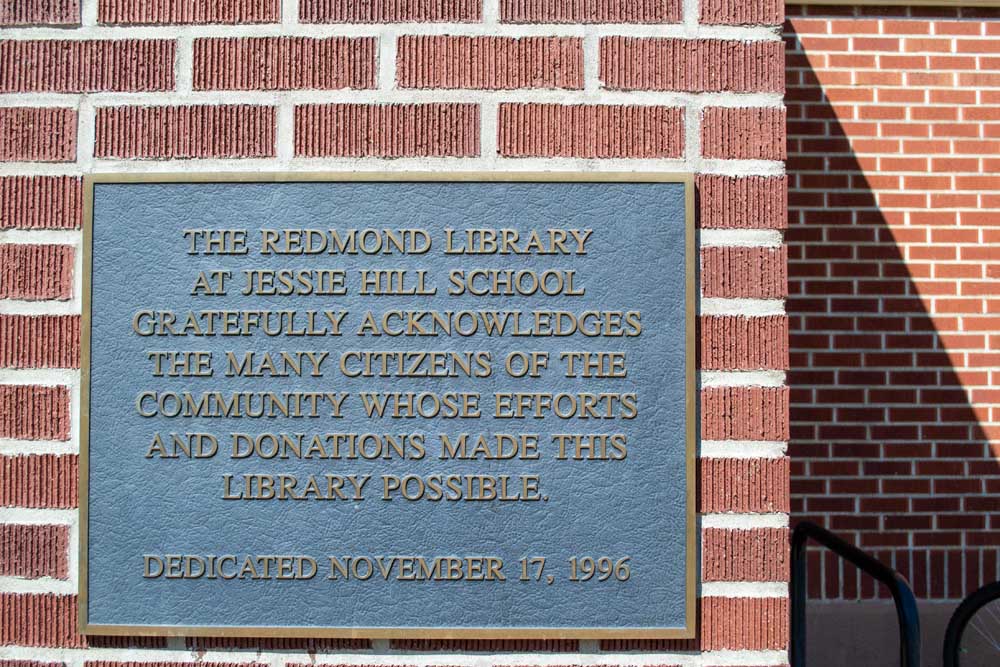 THE REDMOND LIBRARY
AT JESSIE HILL SCHOOL
GRATEFULLY ACKNOWLEDGES
THE MANY CITIZENS OF THE
COMMUNITY WHOSE EFFORTS
AND DONATIONS MADE THIS
LIBRARY POSSIBLE.
DEDICATED NOVEMBER 17, 1996